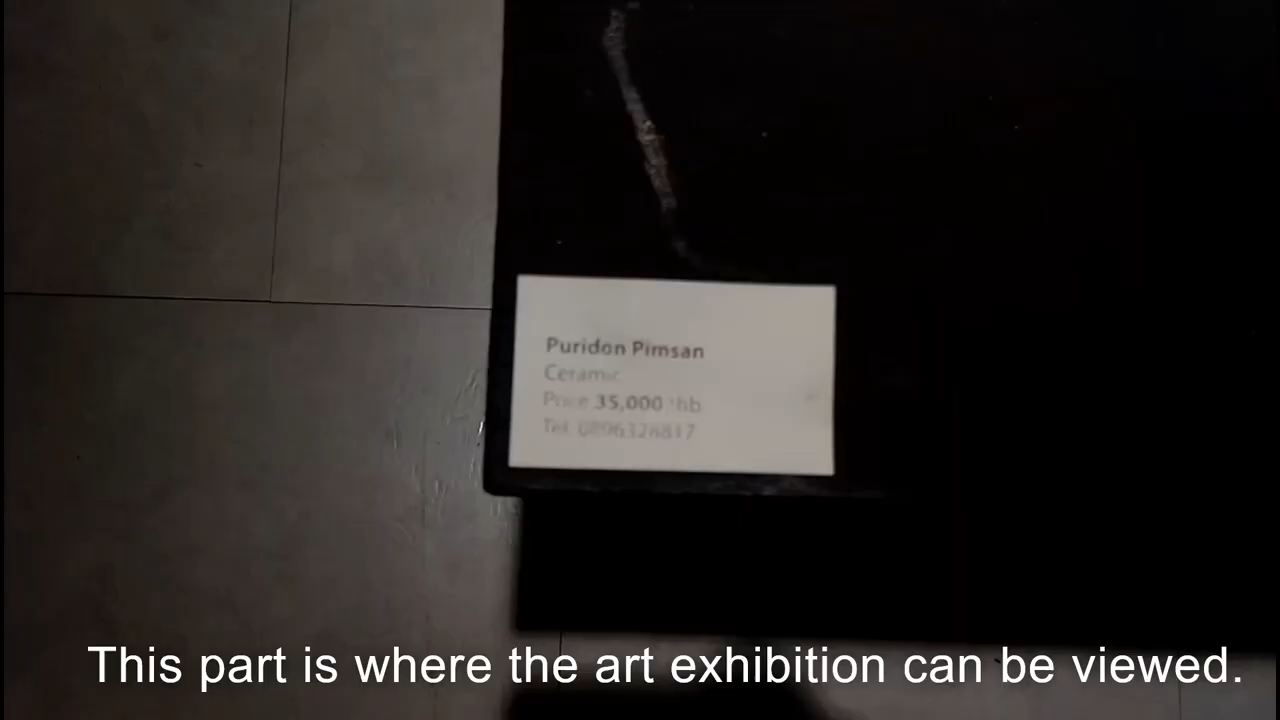 Puridon Pimsan
Ceramic
Price 35,000 thb
Tel.
This part is where the art exhibition can be viewed.